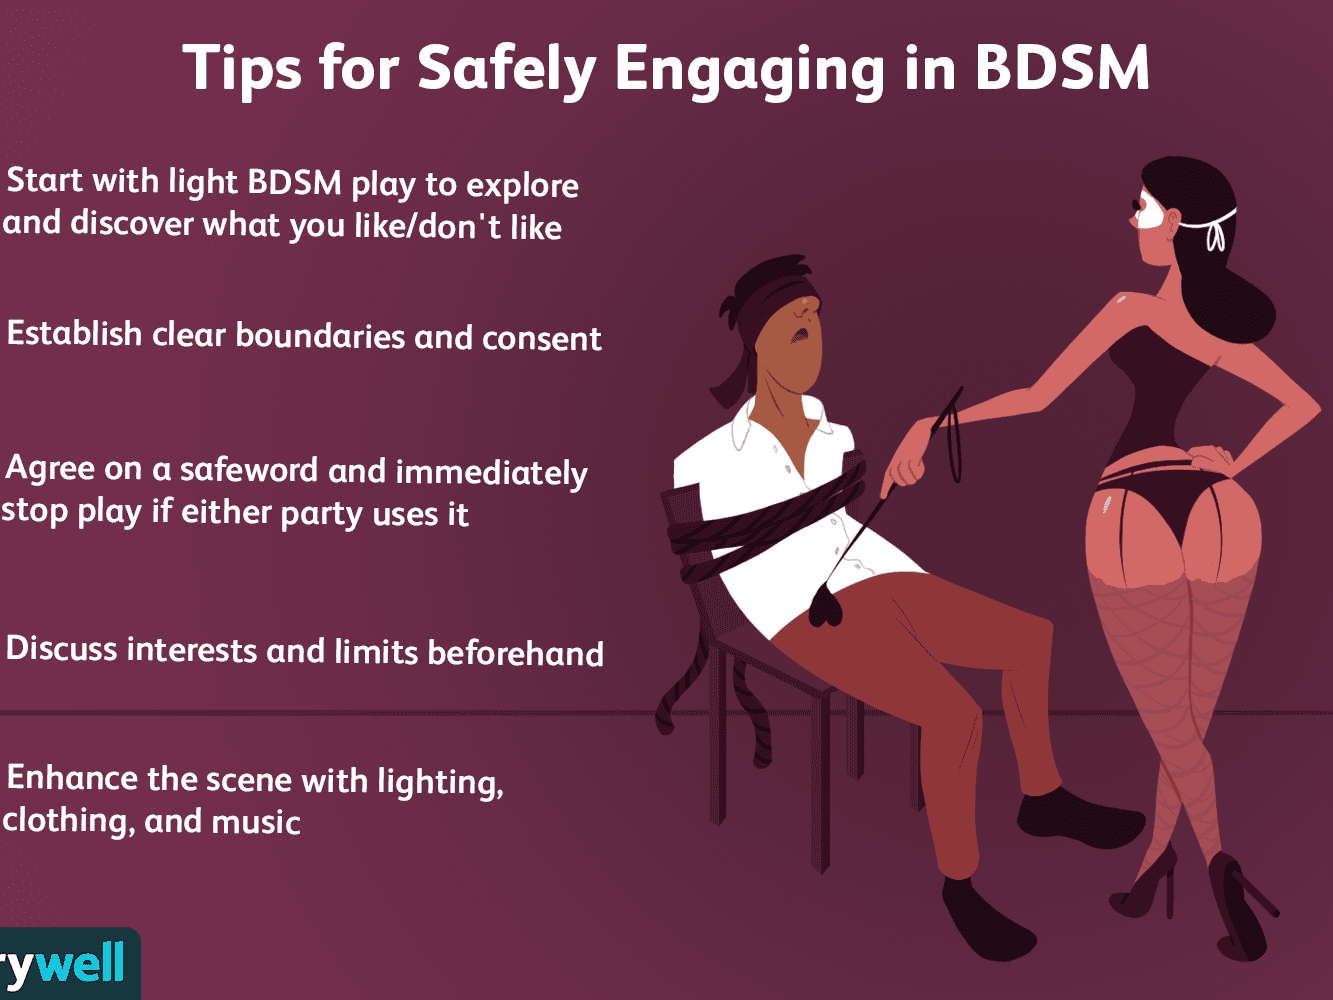 Tips for Safely Engaging in BDSM
Start with light BDSM play to explore
and discover what you like/don't like
Establish clear boundaries and consent
Agree on a safeword and immediately
stop play if either party uses it
Discuss interests and limits beforehand
Enhance the scene with lighting,
clothing, and music
rywell